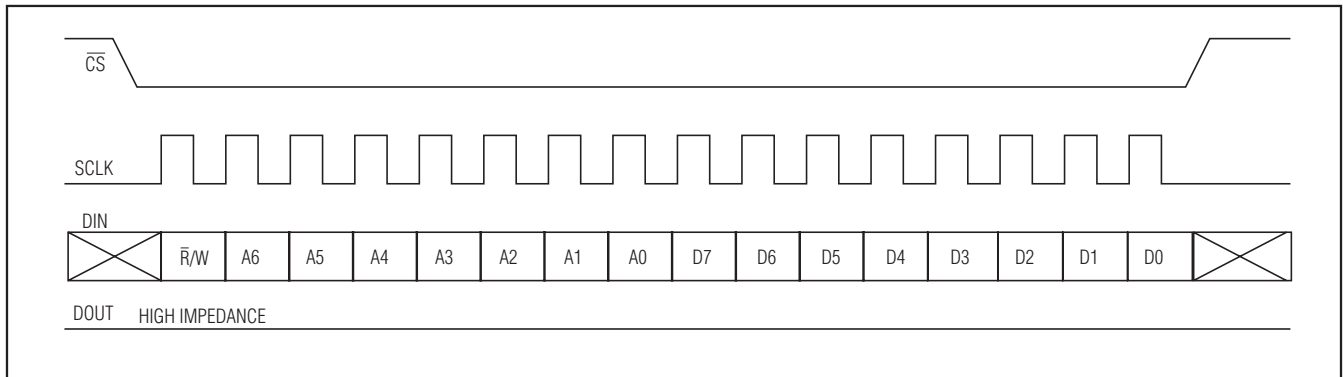 C̅S̅
SCLK
DIN
R̅/W A6 A5 A4 A3 A2 A1 A0 D7 D6 D5 D4 D3 D2 D1 D0
DOUT HIGH IMPEDANCE